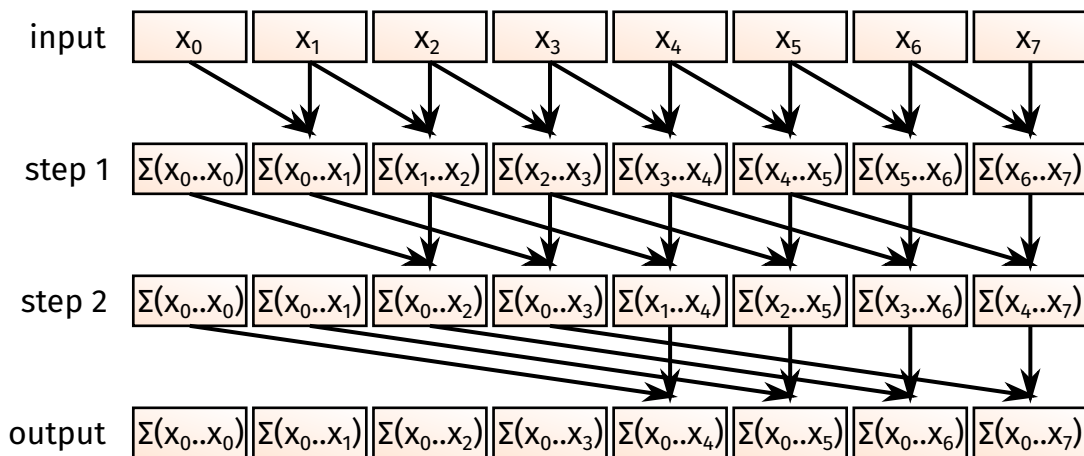 input x₀ x₁ x₂ x₃ x₄ x₅ x₆ x₇
step 1 Σ(x₀..x₀) Σ(x₀..x₁) Σ(x₁..x₂) Σ(x₂..x₃) Σ(x₃..x₄) Σ(x₄..x₅) Σ(x₅..x₆) Σ(x₆..x₇)
step 2 Σ(x₀..x₀) Σ(x₀..x₁) Σ(x₀..x₂) Σ(x₀..x₃) Σ(x₁..x₄) Σ(x₂..x₅) Σ(x₃..x₆) Σ(x₄..x₇)
output Σ(x₀..x₀) Σ(x₀..x₁) Σ(x₀..x₂) Σ(x₀..x₃) Σ(x₀..x₄) Σ(x₀..x₅) Σ(x₀..x₆) Σ(x₀..x₇)